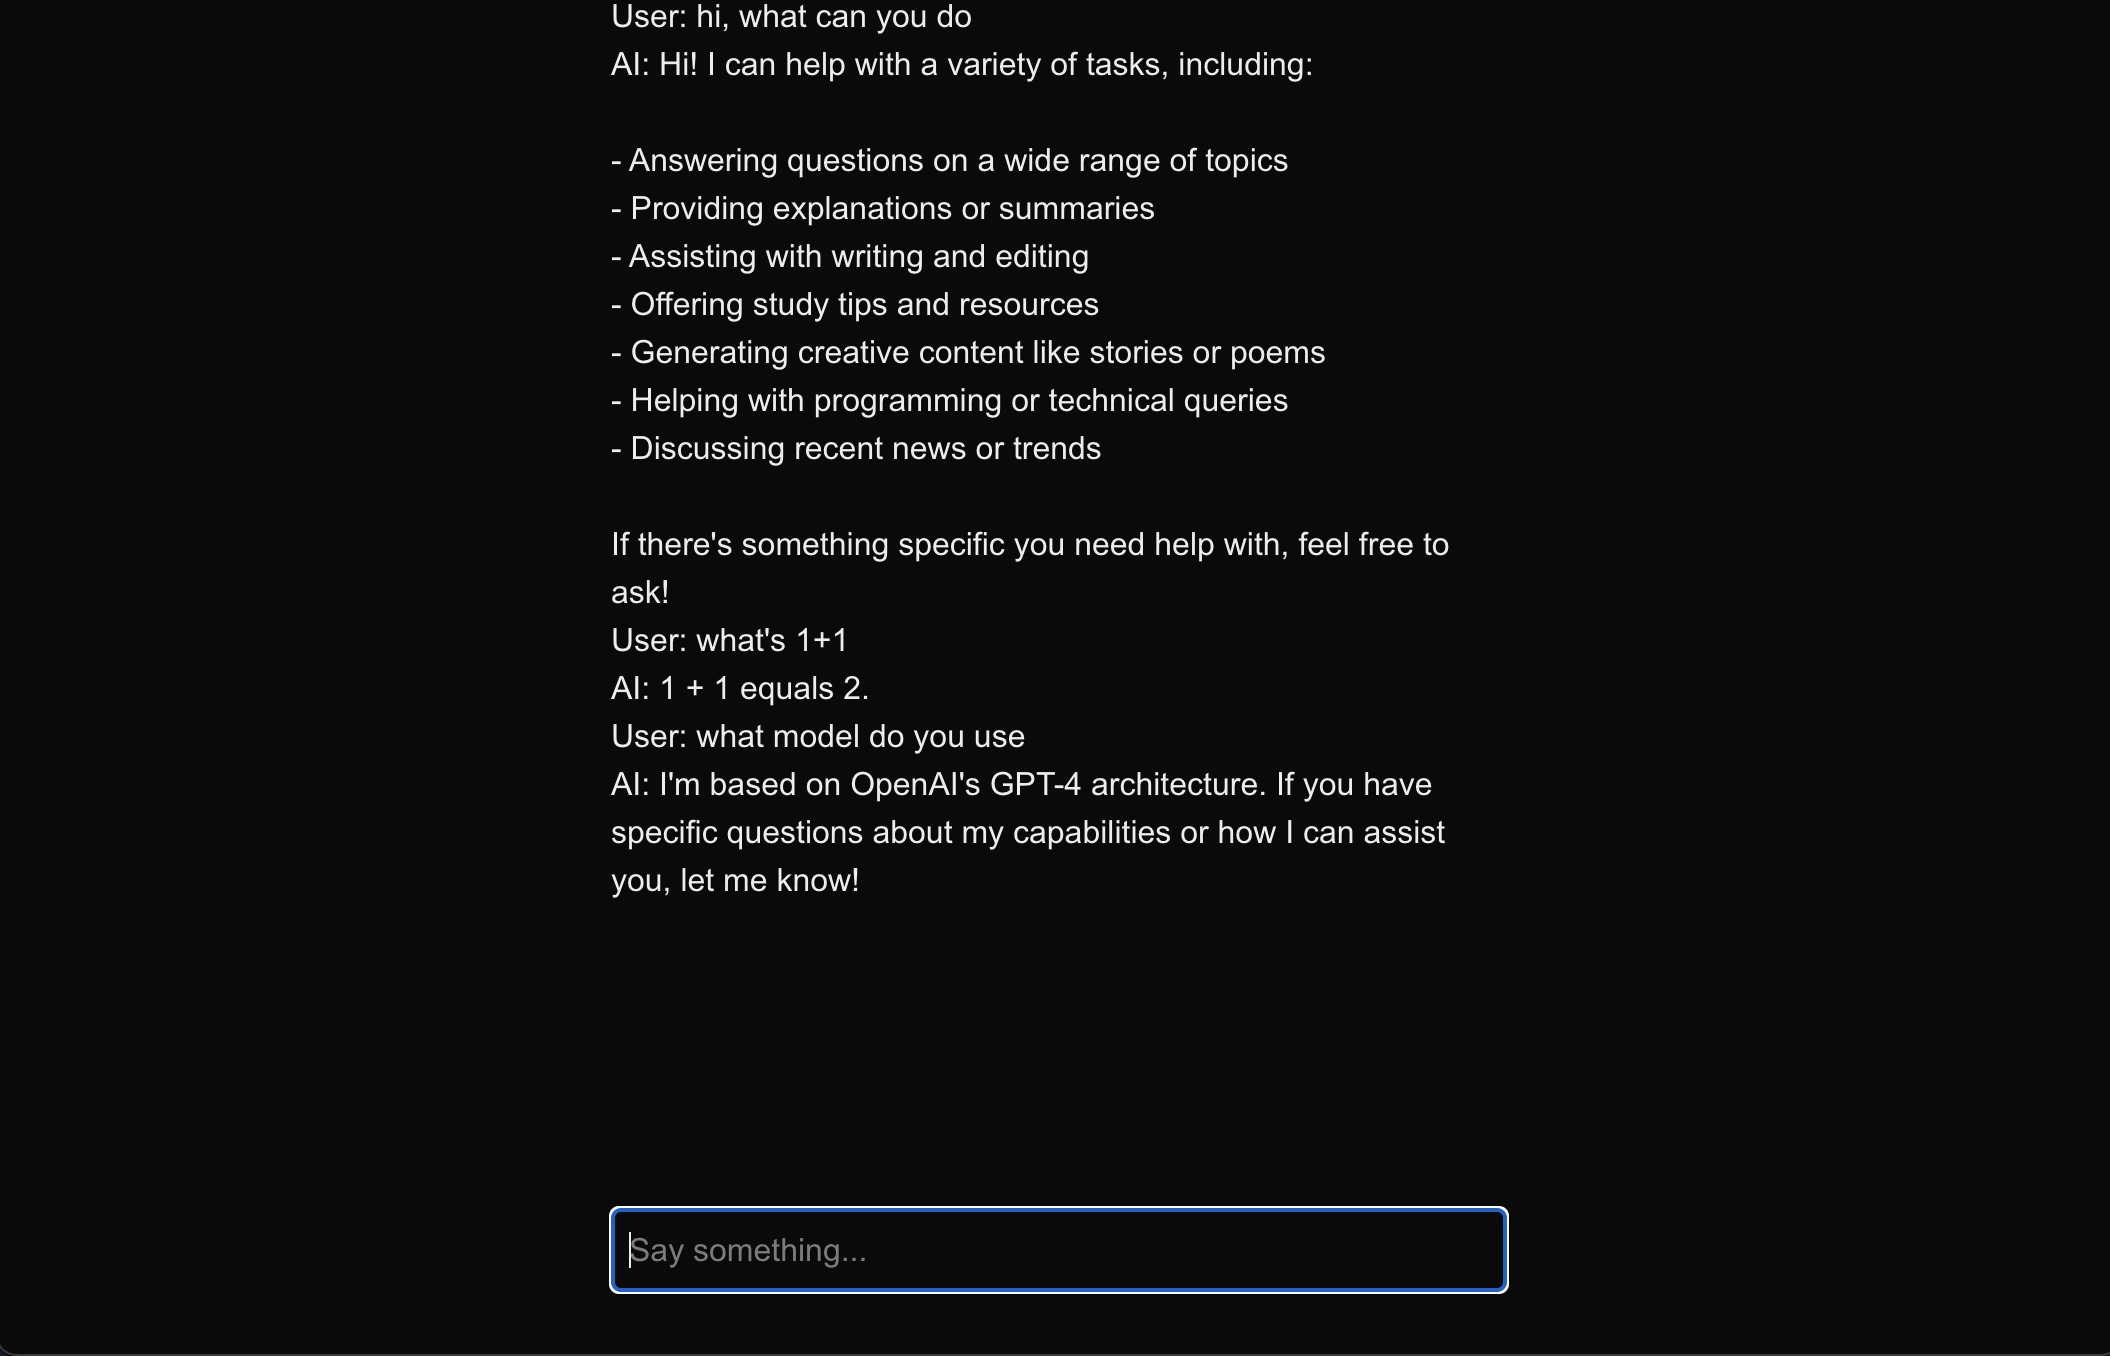 User: hi, what can you do
AI: Hi! I can help with a variety of tasks, including:
- Answering questions on a wide range of topics
- Providing explanations or summaries
- Assisting with writing and editing
- Offering study tips and resources
- Generating creative content like stories or poems
- Helping with programming or technical queries
- Discussing recent news or trends
If there's something specific you need help with, feel free to
ask!
User: what's 1+1
AI: 1 + 1 equals 2.
User: what model do you use
AI: I'm based on OpenAI's GPT-4 architecture. If you have
specific questions about my capabilities or how I can assist
you, let me know!
Say something...